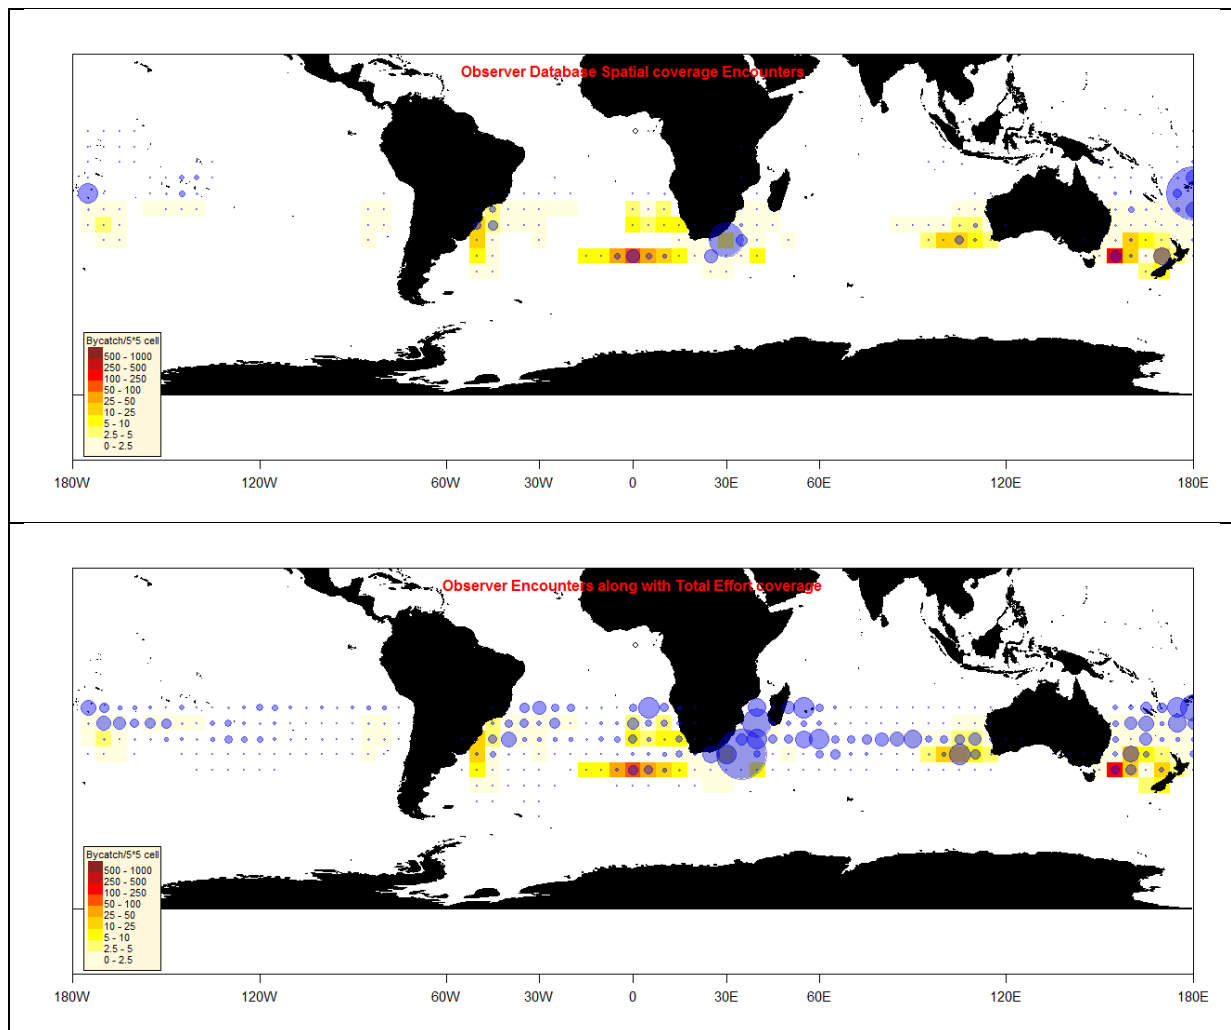 Observer Database Spatial coverage Encounters
Bycatch/5*5 cell
500 - 1000
250 - 500
100 - 250
50 - 100
25 - 50
10 - 25
5 - 10
2.5 - 5
0 - 2.5
180W 120W 60W 30W 0 30E 60E 120E 180E
Observer Encounters along with Total Effort coverage
Bycatch/5*5 cell
500 - 1000
250 - 500
100 - 250
50 - 100
25 - 50
10 - 25
5 - 10
2.5 - 5
0 - 2.5
180W 120W 60W 30W 0 30E 60E 120E 180E